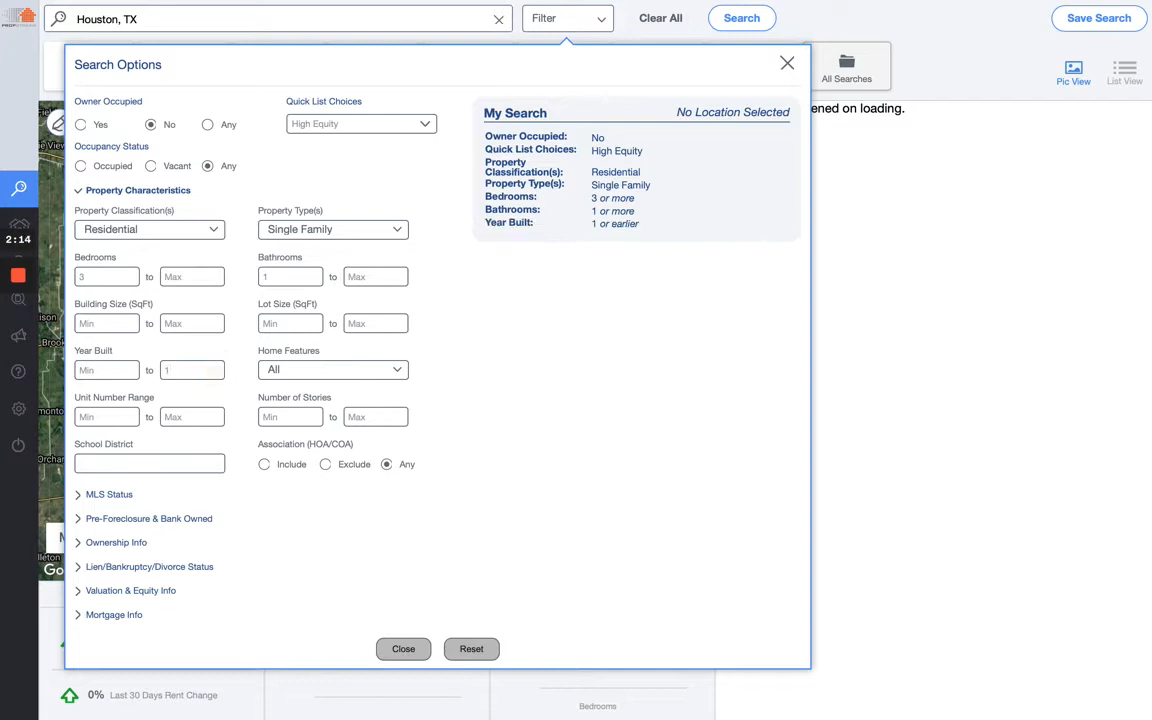 Houston, TX
Filter
Clear All
Search
Save Search
All Searches
Pic View
List View
ened on loading.
Search Options
Owner Occupied
Yes
No
Any
Quick List Choices
High Equity
Occupancy Status
Occupied
Vacant
Any
Property Characteristics
Property Classification(s)
Residential
Property Type(s)
Single Family
Bedrooms
3
to
Max
Bathrooms
1
to
Max
Building Size (SqFt)
Min
to
Max
Lot Size (SqFt)
Min
to
Max
Year Built
Min
to
1
Home Features
All
Unit Number Range
Min
to
Max
Number of Stories
Min
to
Max
School District
Association (HOA/COA)
Include
Exclude
Any
MLS Status
Pre-Foreclosure & Bank Owned
Ownership Info
Lien/Bankruptcy/Divorce Status
Valuation & Equity Info
Mortgage Info
Close
Reset
My Search
No Location Selected
Owner Occupied: No
Quick List Choices: High Equity
Property Classification(s): Residential
Property Type(s): Single Family
Bedrooms: 3 or more
Bathrooms: 1 or more
Year Built: 1 or earlier
2:14
0% Last 30 Days Rent Change
Bedrooms